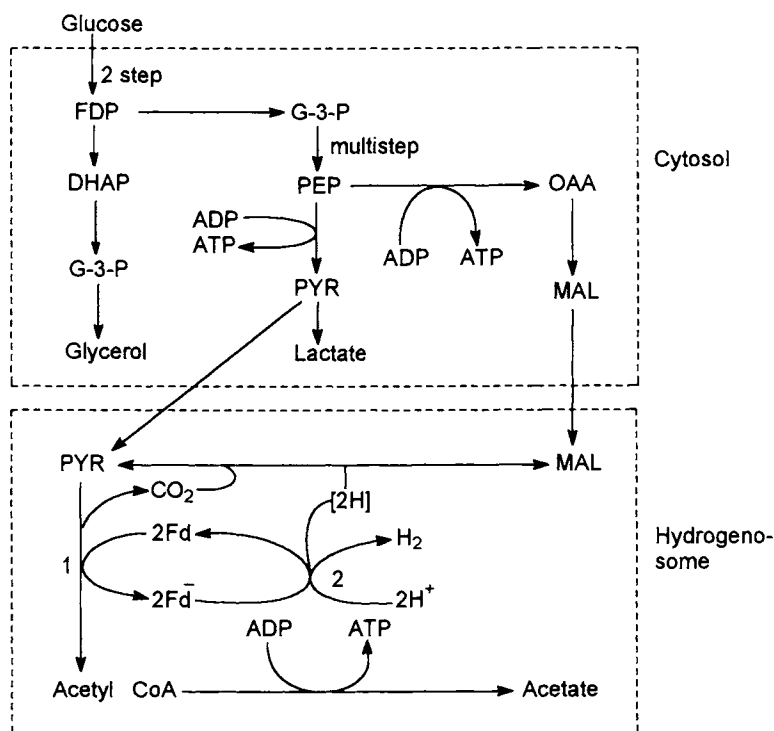 Glucose
2 step
FDP
G-3-P
multistep
Cytosol
DHAP
PEP
OAA
ADP
ATP
ADP
ATP
G-3-P
PYR
MAL
Glycerol
Lactate
PYR
MAL
CO₂
[2H]
2Fd
H₂
Hydrogeno-
some
1
2
2Fd⁻
2H⁺
ADP
ATP
Acetyl CoA
Acetate